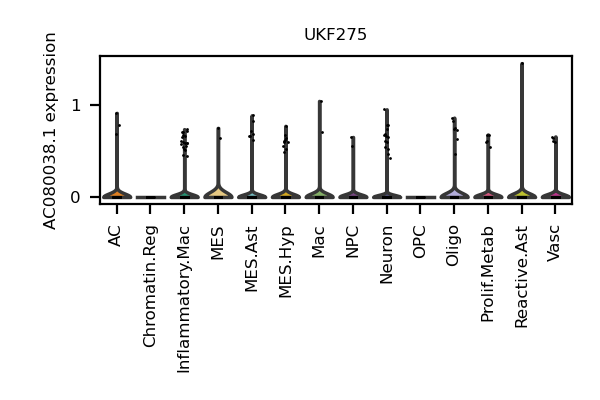 UKF275
AC080038.1 expression
1
0
AC
Chromatin.Reg
Inflammatory.Mac
MES
MES.Ast
MES.Hyp
Mac
NPC
Neuron
OPC
Oligo
Prolif.Metab
Reactive.Ast
Vasc